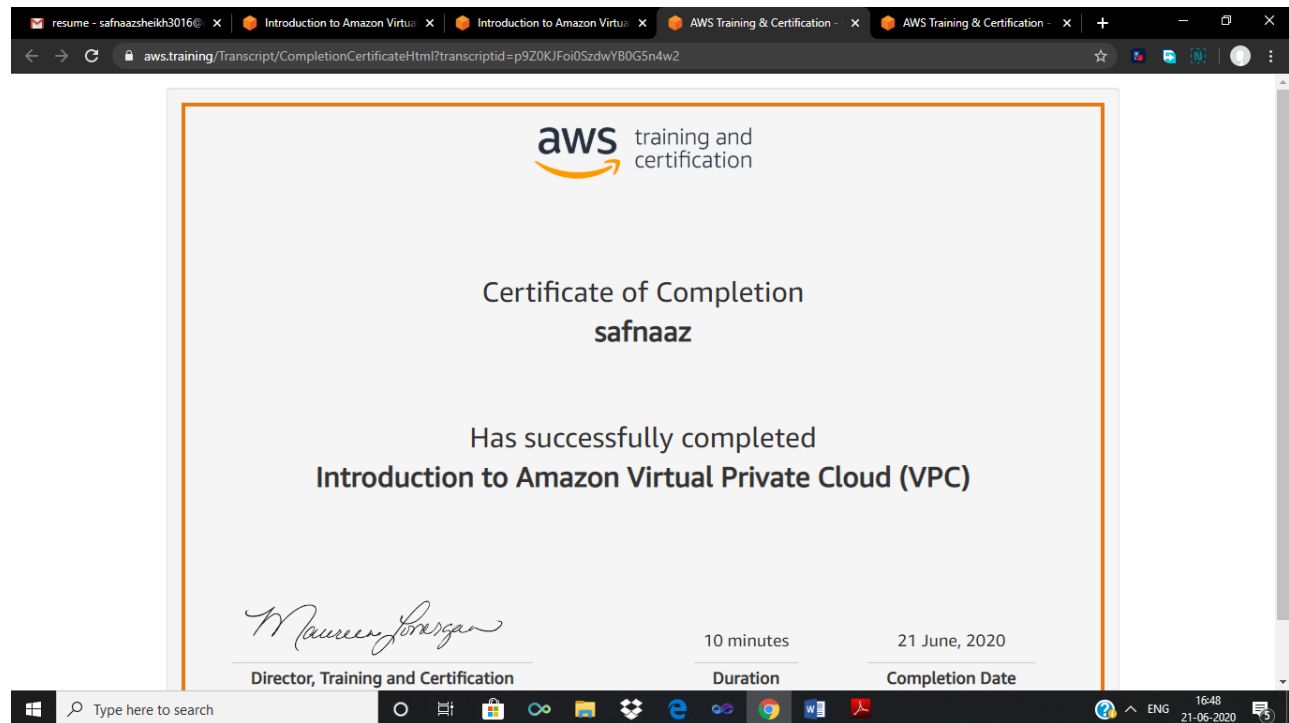 resume - safnaazsheikh3016@
Introduction to Amazon Virtua
Introduction to Amazon Virtua
AWS Training & Certification -
AWS Training & Certification -
aws.training/Transcript/CompletionCertificateHtml?transcriptid=p9Z0KJFoi0SzdwYB0G5n4w2
aws training and
certification
Certificate of Completion
safnaaz
Has successfully completed
Introduction to Amazon Virtual Private Cloud (VPC)
Maureen Lonergan
10 minutes
21 June, 2020
Director, Training and Certification
Duration
Completion Date
Type here to search
ENG
16:48
21-06-2020
5